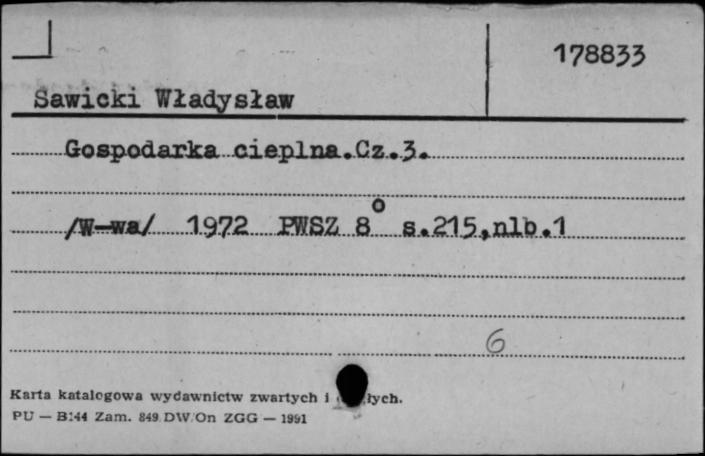 178833
Sawicki Władysław
Gospodarka cieplna.Cz.3.
/W-wa/ 1972 PWSZ 8° s.215,nlb.1
6
Karta katalogowa wydawnictw zwartych i
PU — B:44 Zam. 849 DW/On ZGG — 1991